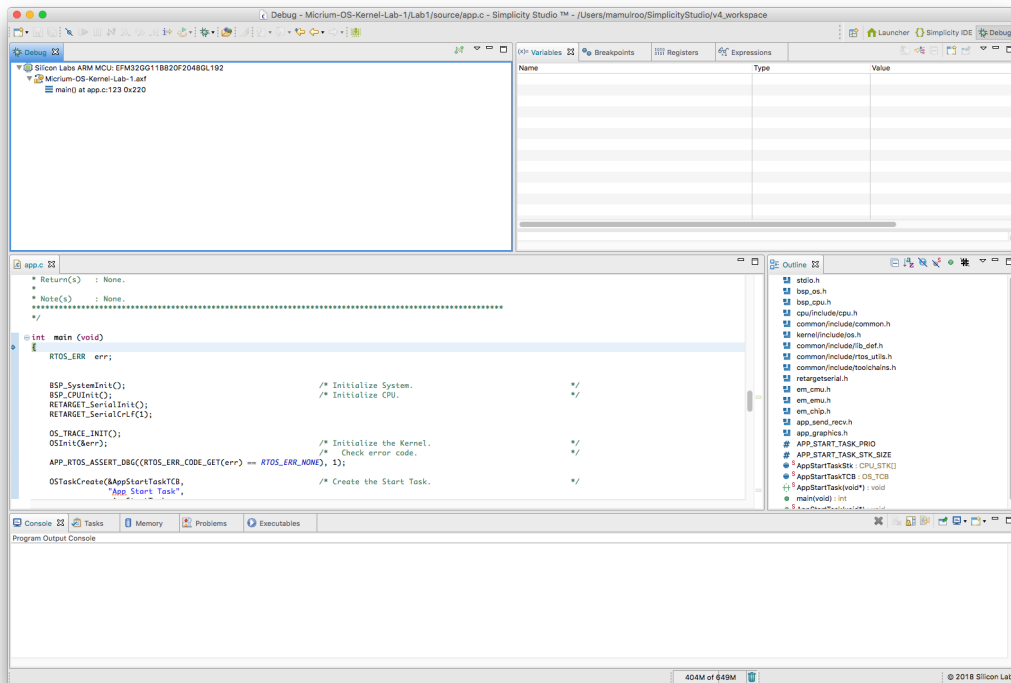 Debug - Micrium-OS-Kernel-Lab-1/Lab1/source/app.c - Simplicity Studio ™ - /Users/mamuiroo/SimplicityStudio/v4_workspace
Launcher {} Simplicity IDE Debug
Debug
Silicon Labs ARM MCU: EFM32GG11B820F2048GL192
Micrium-OS-Kernel-Lab-1.axf
main() at app.c:123 0x220
(x)= Variables Breakpoints Registers Expressions
Name Type Value
app.c
* Return(s) : None.
*
* Note(s) : None.
*********************************************************************************************************
*/
int main (void)
{
RTOS_ERR err;
BSP_SystemInit(); /* Initialize System. */
BSP_CPUInit(); /* Initialize CPU. */
RETARGET_SerialInit();
RETARGET_SerialCrLf(1);
OS_TRACE_INIT();
OSInit(&err); /* Initialize the Kernel. */
/* Check error code. */
APP_RTOS_ASSERT_DBG((RTOS_ERR_CODE_GET(err) == RTOS_ERR_NONE), 1);
OSTaskCreate(&AppStartTaskTCB, /* Create the Start Task. */
"App Start Task",
Outline
stdio.h
bsp_os.h
bsp_cpu.h
cpu/include/cpu.h
common/include/common.h
kernel/include/os.h
common/include/lib_def.h
common/include/rtos_utils.h
common/include/toolchains.h
retargetserial.h
em_cmu.h
em_emu.h
em_chip.h
app_send_recv.h
app_graphics.h
# APP_START_TASK_PRIO
# APP_START_TASK_STK_SIZE
S AppStartTaskStk : CPU_STK[]
S AppStartTaskTCB : OS_TCB
S AppStartTask(void*) : void
main(void) : int
S AppStartTask(void*) : void
Console Tasks Memory Problems Executables
Program Output Console
404M of 649M
© 2018 Silicon Lab